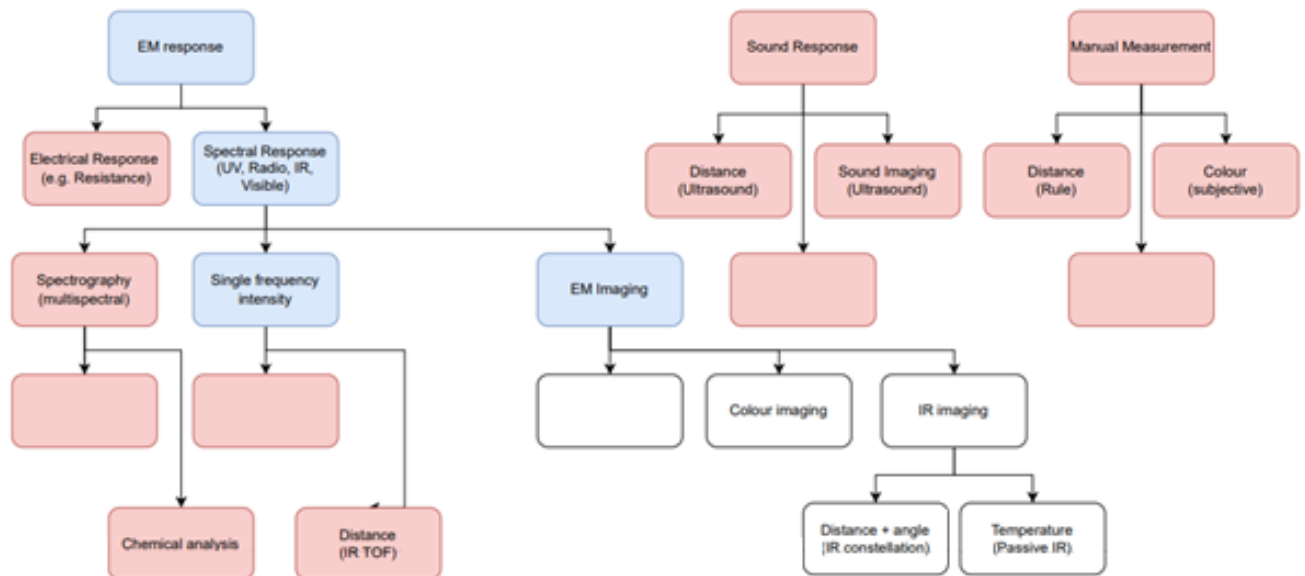 EM response
Sound Response
Manual Measurement
Electrical Response
(e.g. Resistance)
Spectral Response
(UV, Radio, IR,
Visible)
Distance
(Ultrasound)
Sound Imaging
(Ultrasound)
Distance
(Rule)
Colour
(subjective)
Spectrography
(multispectral)
Single frequency
intensity
EM Imaging
Colour imaging
IR imaging
Chemical analysis
Distance
(IR TOF)
Distance + angle
(IR constellation)
Temperature
(Passive IR)